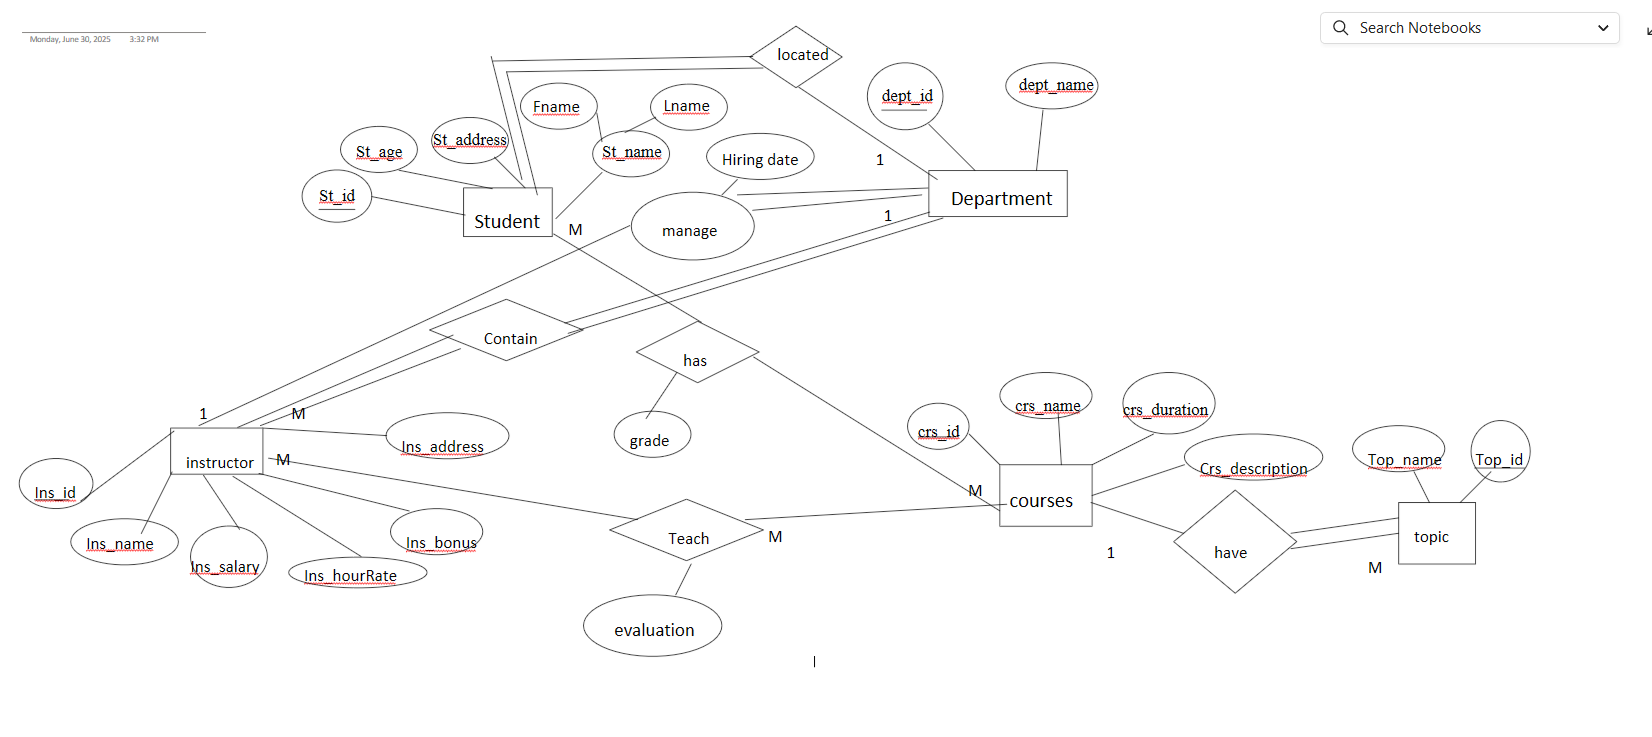 Search Notebooks
Monday, June 30, 2025 3:32 PM
located
dept_id
dept_name
Fname
Lname
St_address
St_age
St_name
Hiring date
1
St_id
Department
Student
M
manage
1
Contain
has
1
M
grade
crs_id
crs_name
crs_duration
Ins_address
instructor
M
Crs_description
Top_name
Top_id
Ins_id
M
courses
Ins_name
Ins_salary
Ins_hourRate
Ins_bonus
Teach
M
1
have
topic
M
evaluation